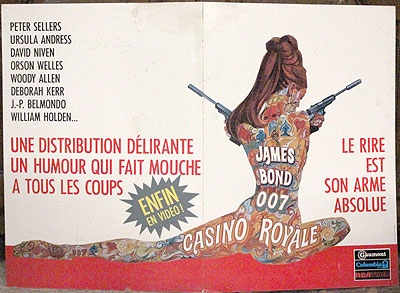 PETER SELLERS
URSULA ANDRESS
DAVID NIVEN
ORSON WELLES
WOODY ALLEN
DEBORAH KERR
J.-P. BELMONDO
WILLIAM HOLDEN...
UNE DISTRIBUTION DÉLIRANTE
UN HUMOUR QUI FAIT MOUCHE
A TOUS LES COUPS
ENFIN
EN VIDÉO!
JAMES
BOND
007
CASINO ROYALE
LE RIRE
EST
SON ARME
ABSOLUE
Gaumont
Columbia
RCA